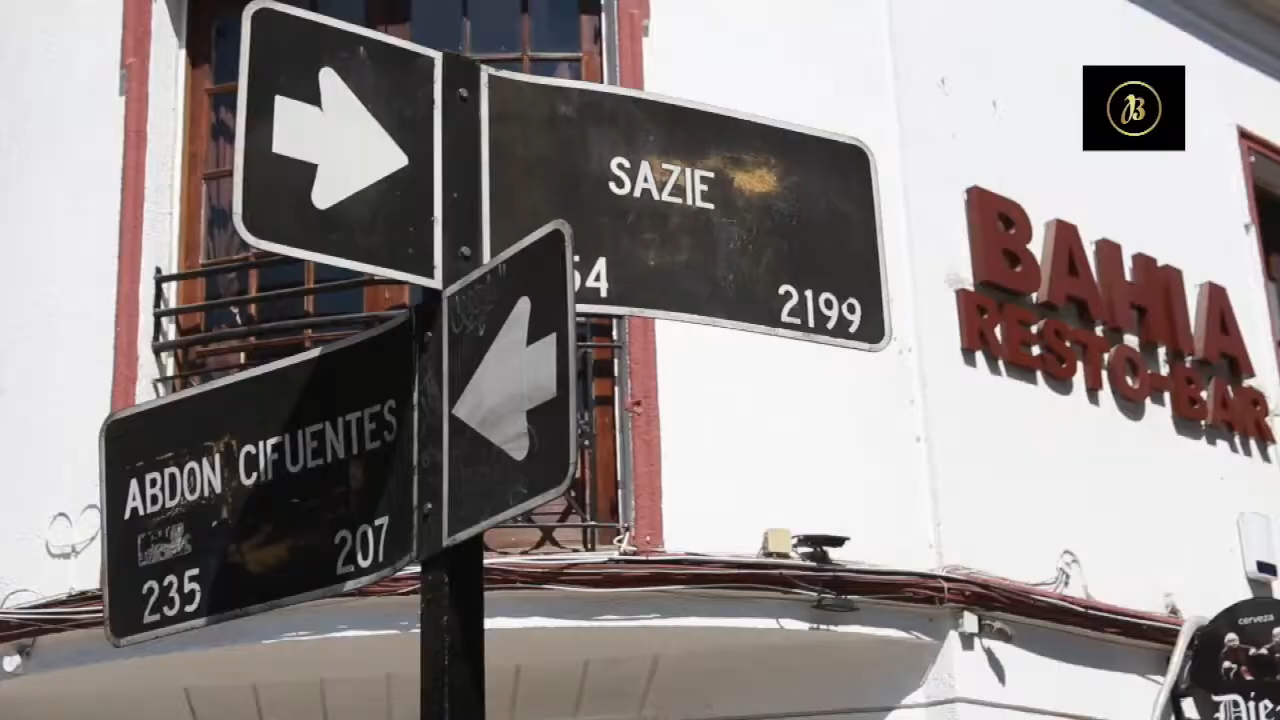 SAZIE
54
2199
ABDON CIFUENTES
235
207
BAHIA
RESTO-BAR
cerveza
B